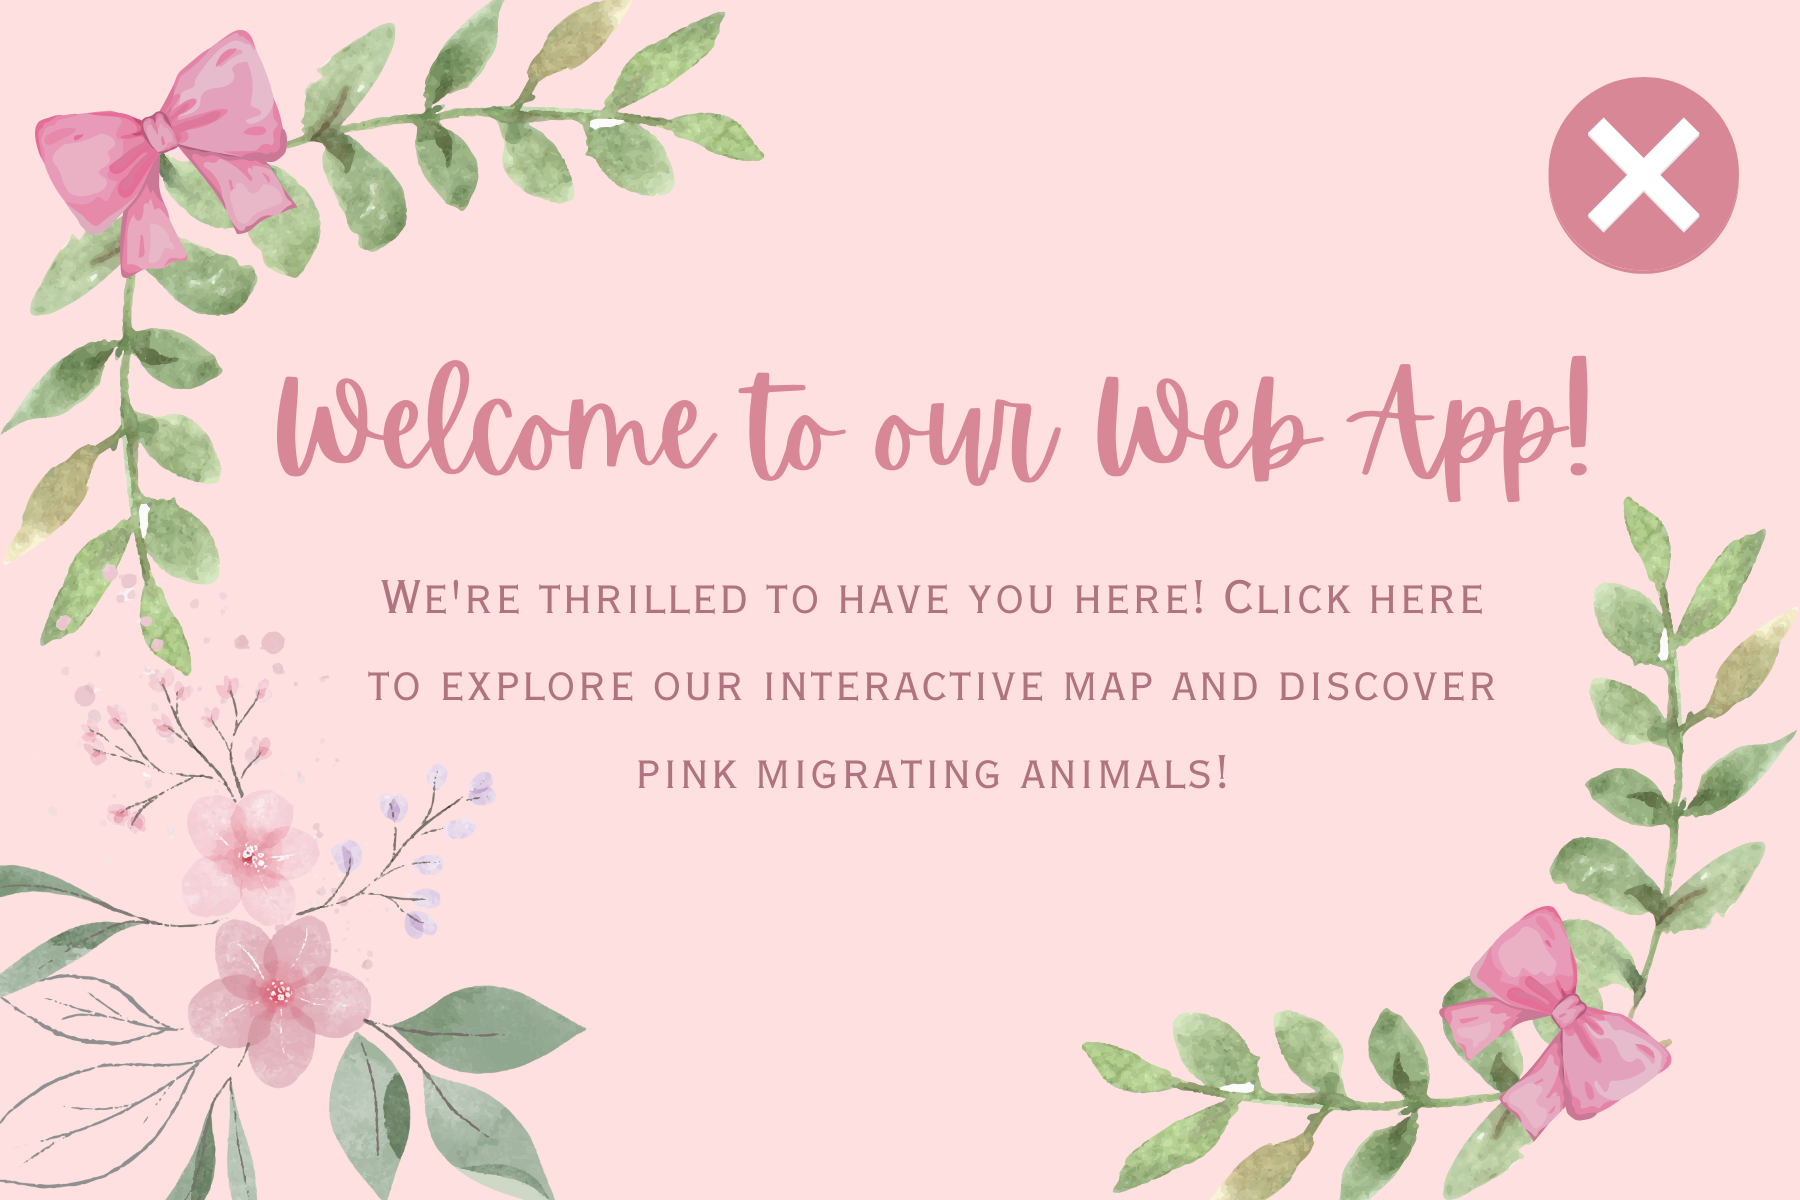 Welcome to our Web App!
We're thrilled to have you here! Click here
to explore our interactive map and discover
pink migrating animals!